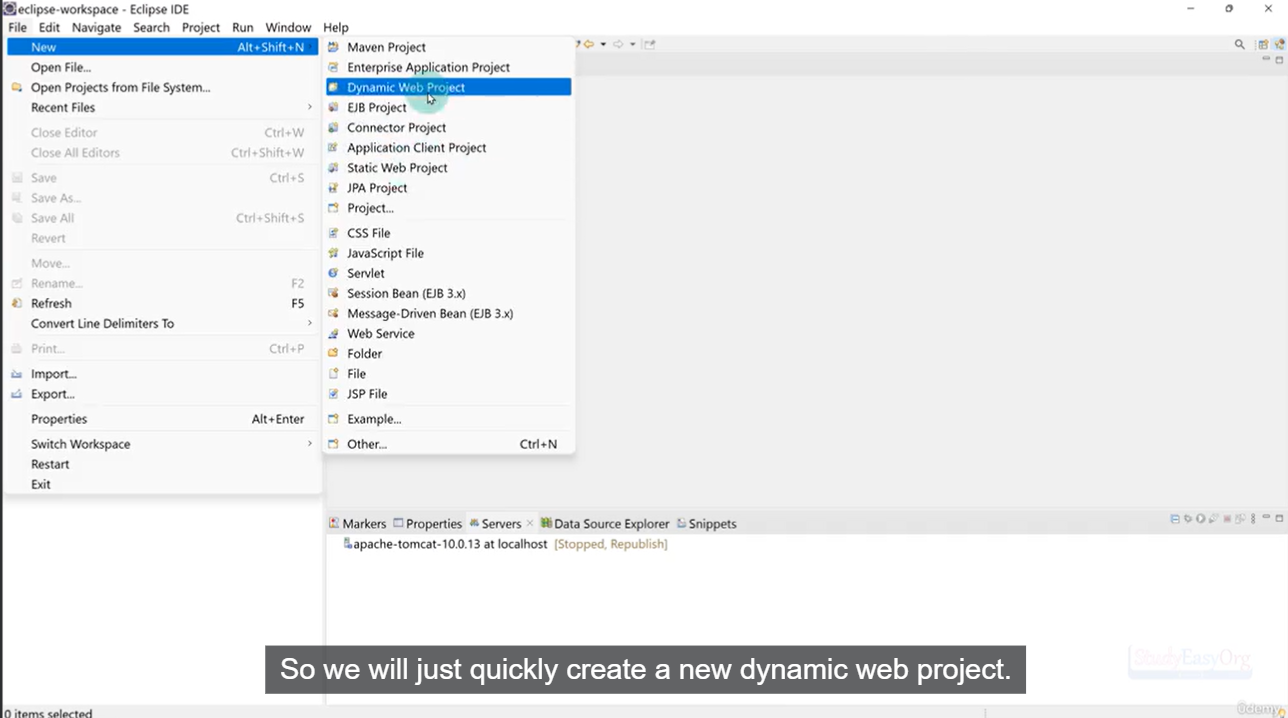 eclipse-workspace - Eclipse IDE
File Edit Navigate Search Project Run Window Help
New Alt+Shift+N
Open File...
Open Projects from File System...
Recent Files
Close Editor Ctrl+W
Close All Editors Ctrl+Shift+W
Save Ctrl+S
Save As...
Save All Ctrl+Shift+S
Revert
Move...
Rename... F2
Refresh F5
Convert Line Delimiters To
Print... Ctrl+P
Import...
Export...
Properties Alt+Enter
Switch Workspace
Restart
Exit
Maven Project
Enterprise Application Project
Dynamic Web Project
EJB Project
Connector Project
Application Client Project
Static Web Project
JPA Project
Project...
CSS File
JavaScript File
Servlet
Session Bean (EJB 3.x)
Message-Driven Bean (EJB 3.x)
Web Service
Folder
File
JSP File
Example...
Other... Ctrl+N
Markers Properties Servers Data Source Explorer Snippets
apache-tomcat-10.0.13 at localhost [Stopped, Republish]
So we will just quickly create a new dynamic web project.
StudyEasyOrg
ûdemy
0 items selected